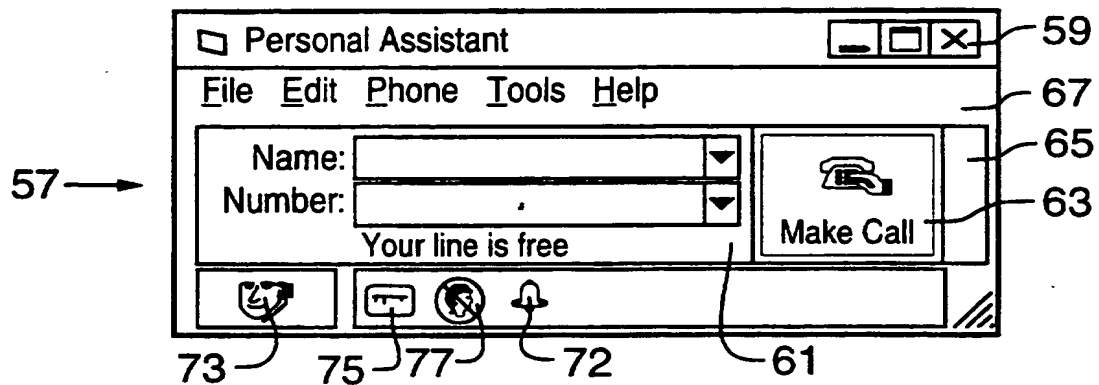 Personal Assistant
59
File Edit Phone Tools Help
67
Name:
65
57
Number:
63
Your line is free
Make Call
73
75
77
72
61